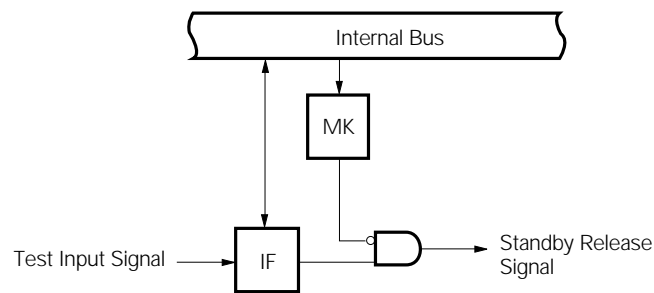 Internal Bus
MK
Test Input Signal
IF
Standby Release
Signal